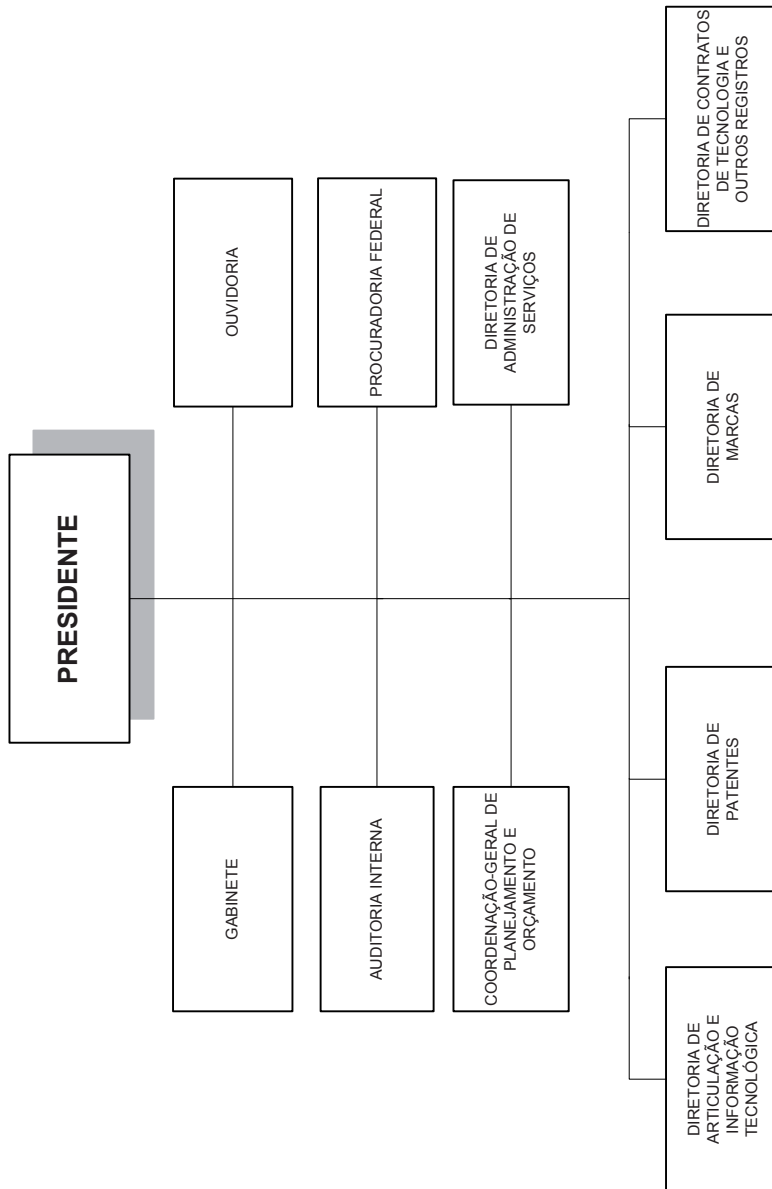 PRESIDENTE
GABINETE
OUVIDORIA
AUDITORIA INTERNA
PROCURADORIA FEDERAL
COORDENAÇÃO-GERAL DE
PLANEJAMENTO E
ORÇAMENTO
DIRETORIA DE
ADMINISTRAÇÃO DE
SERVIÇOS
DIRETORIA DE
ARTICULAÇÃO E
INFORMAÇÃO
TECNOLÓGICA
DIRETORIA DE
PATENTES
DIRETORIA DE
MARCAS
DIRETORIA DE CONTRATOS
DE TECNOLOGIA E
OUTROS REGISTROS